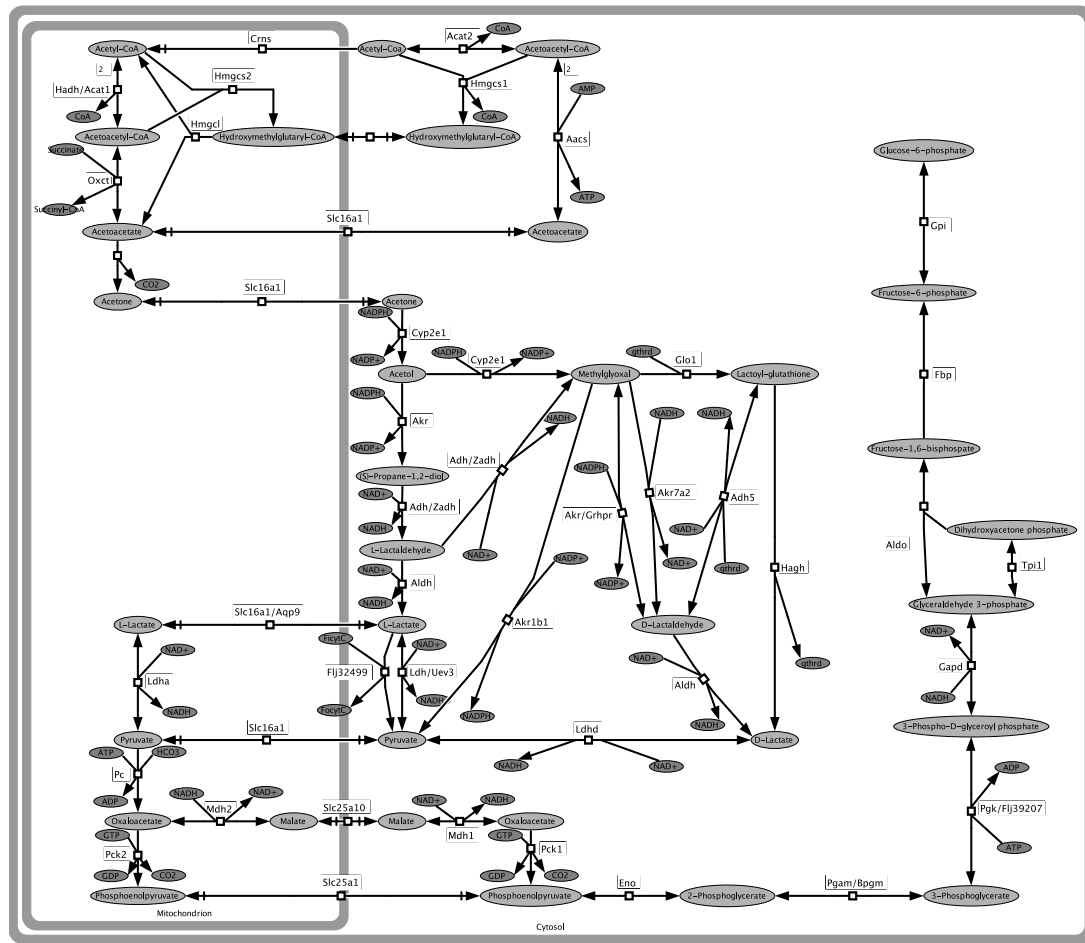 Crns
Acat2
CoA
Acetyl-CoA
Acetyl-Coa
Acetoacetyl-CoA
2
Hmgcs2
2
Hadh/Acat1
Hmgcs1
AMP
CoA
CoA
Hmgcl
Acetoacetyl-CoA
Hydroxymethylglutaryl-CoA
Hydroxymethylglutaryl-CoA
Aacs
Succinate
Glucose-6-phosphate
Oxct
ATP
Succinyl-CoA
Slc16a1
Gpi
Acetoacetate
Acetoacetate
CO2
Slc16a1
Fructose-6-phosphate
Acetone
Acetone
NADPH
Cyp2e1
NADP+
NADPH
Cyp2e1
NADP+
gthrd
Glo1
Acetol
Methylglyoxal
Lactoyl-glutathione
Fbp
NADPH
Akr
NADH
NADH
NADH
NADP+
Fructose-1,6-bisphospate
Adh/Zadh
NADPH
(S)-Propane-1,2-diol
NAD+
Akr7a2
Adh5
Adh/Zadh
Akr/Grhpr
NADH
NAD+
Dihydroxyacetone phosphate
L-Lactaldehyde
Aldo
NAD+
NADP+
NAD+
NAD+
gthrd
Hagh
Tpi1
NAD+
Aldh
NADP+
NADH
Glyceraldehyde 3-phosphate
Slc16a1/Aqp9
L-Lactate
L-Lactate
Akr1b1
D-Lactaldehyde
NAD+
FicytC
NAD+
NAD+
NAD+
gthrd
Gapd
Flj32499
Ldh/Uev3
Ldha
Aldh
NADH
NADH
NADH
FocytC
NADPH
NADH
3-Phospho-D-glyceroyl phosphate
Slc16a1
Ldhd
Pyruvate
Pyruvate
D-Lactate
ATP
HCO3
NADH
NAD+
ADP
Pc
ADP
NADH
NAD+
NAD+
NADH
Mdh2
Slc25a10
Pgk/Flj39207
Oxaloacetate
Malate
Malate
Mdh1
Oxaloacetate
GTP
GTP
Pck2
Pck1
ATP
GDP
CO2
Slc25a1
GDP
CO2
Eno
Pgam/Bpgm
Phosphoenolpyruvate
Phosphoenolpyruvate
2-Phosphoglycerate
3-Phosphoglycerate
Mitochondrion
Cytosol